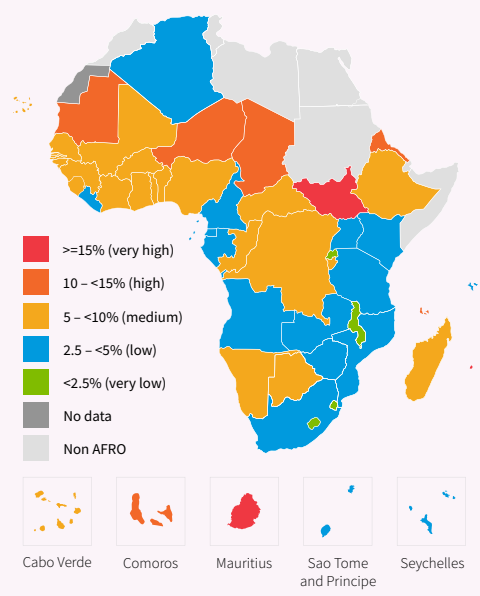 >=15% (very high)
10 – <15% (high)
5 – <10% (medium)
2.5 – <5% (low)
<2.5% (very low)
No data
Non AFRO
Cabo Verde
Comoros
Mauritius
Sao Tome
and Principe
Seychelles